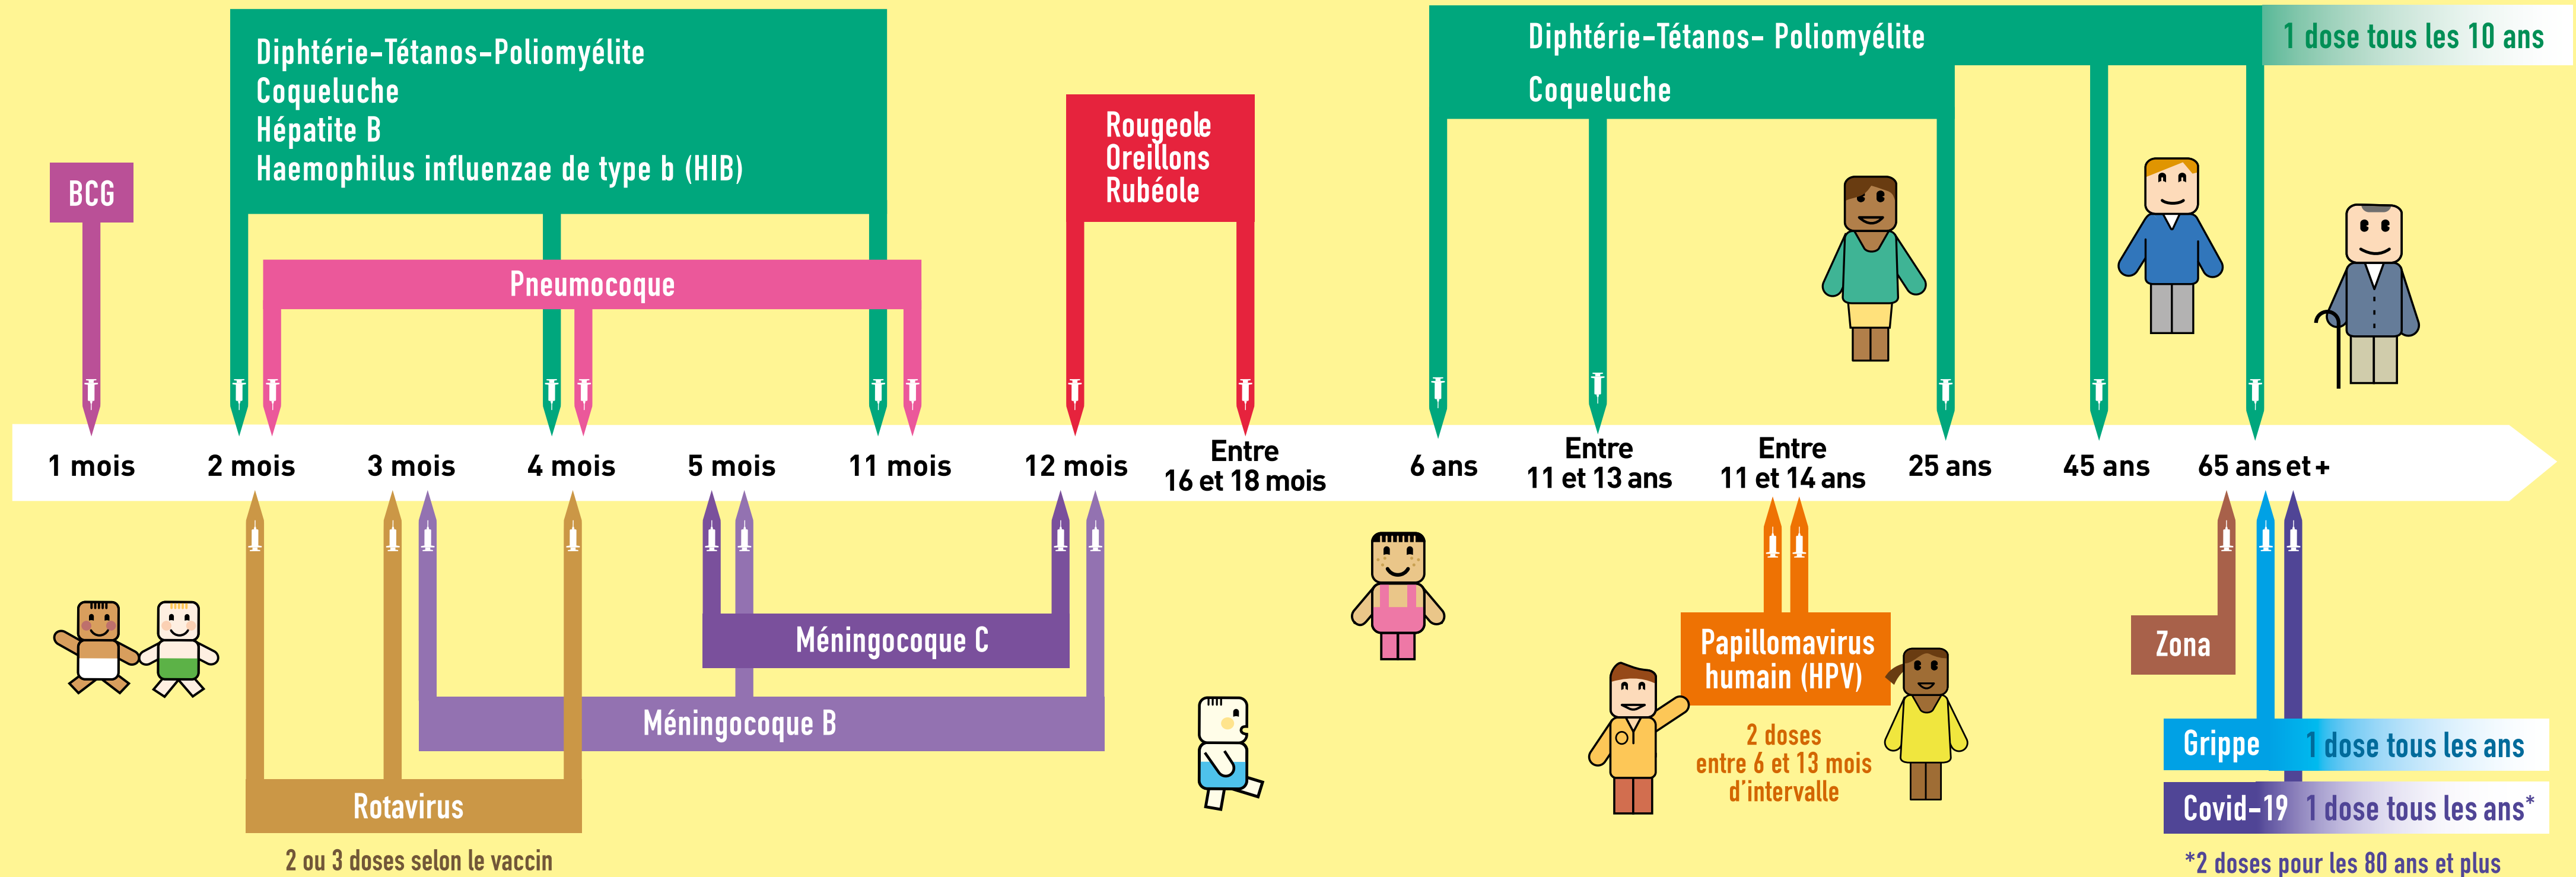 BCG
Diphtérie-Tétanos-Poliomyélite
Coqueluche
Hépatite B
Haemophilus influenzae de type b (HIB)
Pneumocoque
Rougeole
Oreillons
Rubéole
Diphtérie-Tétanos- Poliomyélite
Coqueluche
1 dose tous les 10 ans
1 mois
2 mois
3 mois
4 mois
5 mois
11 mois
12 mois
Entre
16 et 18 mois
6 ans
Entre
11 et 13 ans
Entre
11 et 14 ans
25 ans
45 ans
65 ans et +
Méningocoque C
Méningocoque B
Rotavirus
2 ou 3 doses selon le vaccin
Papillomavirus
humain (HPV)
2 doses
entre 6 et 13 mois
d'intervalle
Zona
Grippe 1 dose tous les ans
Covid-19 1 dose tous les ans*
*2 doses pour les 80 ans et plus